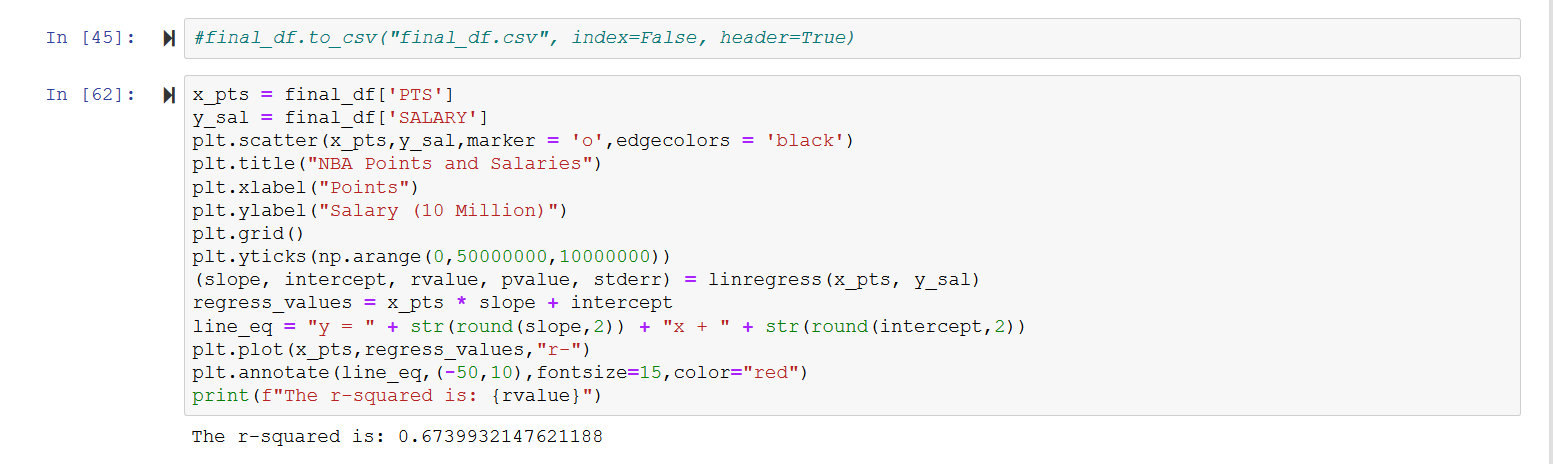 In [45]:
#final_df.to_csv("final_df.csv", index=False, header=True)
In [62]:
x_pts = final_df['PTS']
y_sal = final_df['SALARY']
plt.scatter(x_pts,y_sal,marker = 'o',edgecolors = 'black')
plt.title("NBA Points and Salaries")
plt.xlabel("Points")
plt.ylabel("Salary (10 Million)")
plt.grid()
plt.yticks(np.arange(0,50000000,10000000))
(slope, intercept, rvalue, pvalue, stderr) = linregress(x_pts, y_sal)
regress_values = x_pts * slope + intercept
line_eq = "y = " + str(round(slope,2)) + "x + " + str(round(intercept,2))
plt.plot(x_pts,regress_values,"r-")
plt.annotate(line_eq,(-50,10),fontsize=15,color="red")
print(f"The r-squared is: {rvalue}")
The r-squared is: 0.6739932147621188